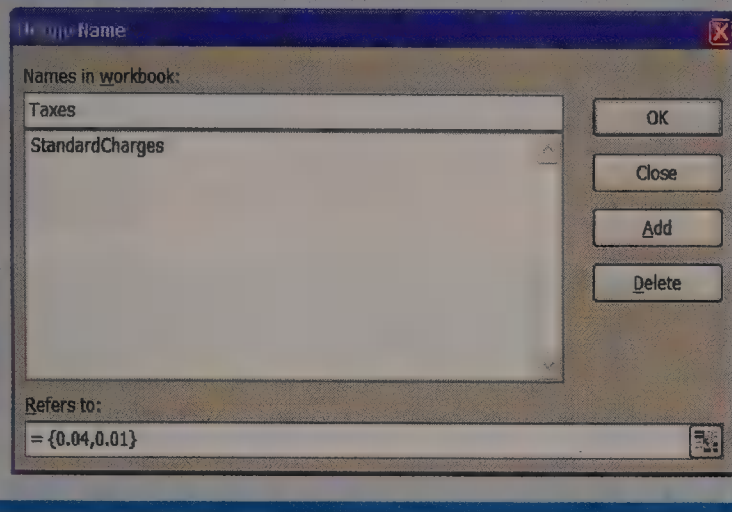 Name
Names in workbook:
Taxes
OK
StandardCharges
Close
Add
Delete
Refers to:
= {0.04,0.01}